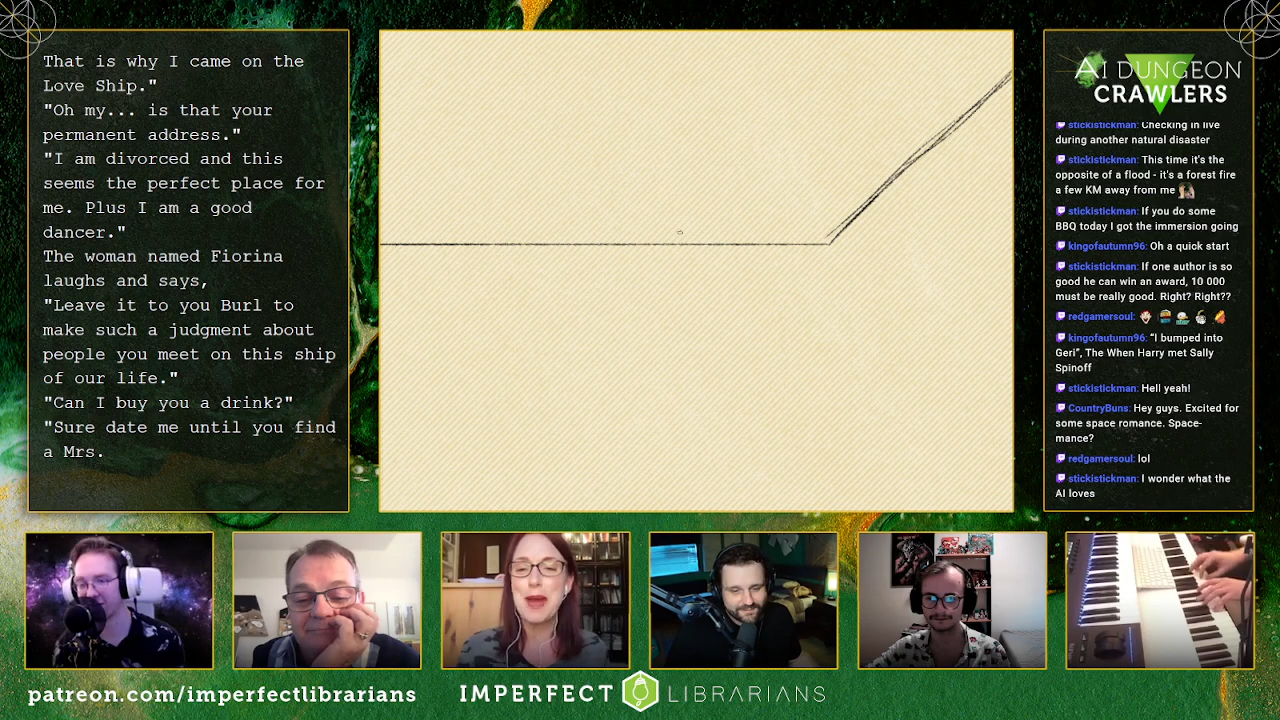 That is why I came on the
Love Ship."
"Oh my... is that your
permanent address."
"I am divorced and this
seems the perfect place for
me. Plus I am a good
dancer."
The woman named Fiorina
laughs and says,
"Leave it to you Burl to
make such a judgment about
people you meet on this ship
of our life."
"Can I buy you a drink?"
"Sure date me until you find
a Mrs.
AI DUNGEON
CRAWLERS
stickistickman: Checking in live
during another natural disaster
stickistickman: This time it's the
opposite of a flood - it's a forest fire
a few KM away from me
stickistickman: If you do some
BBQ today I got the immersion going
kingofautumn96: Oh a quick start
stickistickman: If one author is so
good he can win an award, 10 000
must be really good. Right? Right??
redgamersoul:
kingofautumn96: “I bumped into
Geri”, The When Harry met Sally
Spinoff
stickistickman: Hell yeah!
CountryBuns: Hey guys. Excited for
some space romance. Space-
mance?
redgamersoul: lol
stickistickman: I wonder what the
AI loves
patreon.com/imperfectlibrarians
IMPERFECT LIBRARIANS